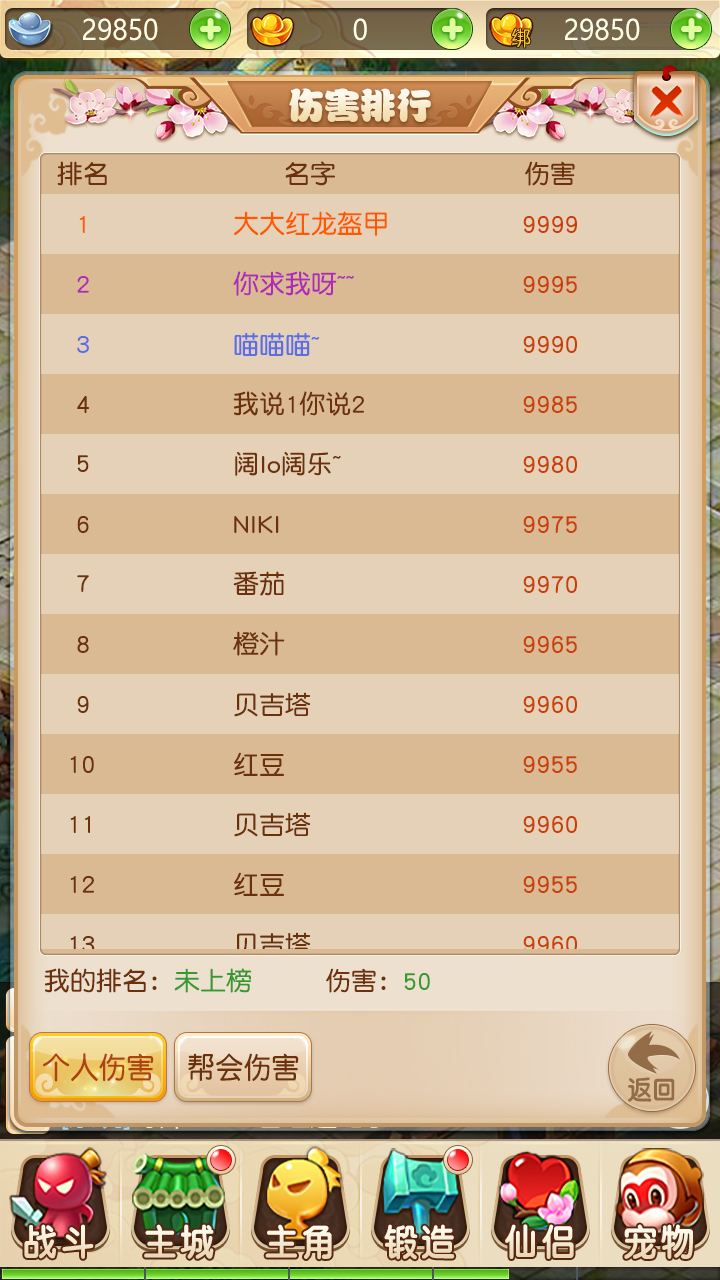 29850 0 绑 29850
伤害排行
排名 名字 伤害
1 大大红龙盔甲 9999
2 你求我呀~~ 9995
3 喵喵喵~ 9990
4 我说1你说2 9985
5 阔lo阔乐~ 9980
6 NIKI 9975
7 番茄 9970
8 橙汁 9965
9 贝吉塔 9960
10 红豆 9955
11 贝吉塔 9960
12 红豆 9955
13 贝吉塔 9960
我的排名：未上榜 伤害：50
个人伤害 帮会伤害 返回
战斗 主城 主角 锻造 仙侣 宠物